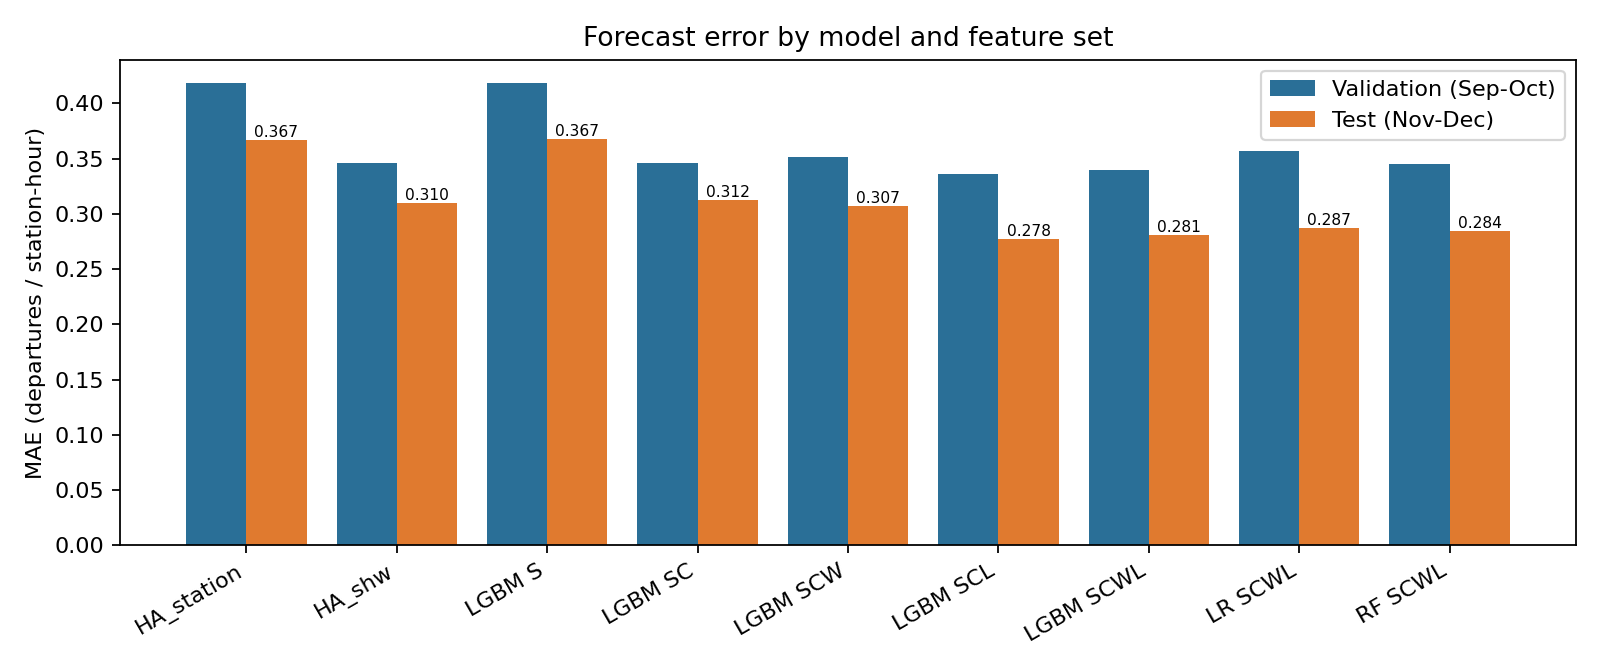 Forecast error by model and feature set
MAE (departures / station-hour)
0.40
0.35
0.30
0.25
0.20
0.15
0.10
0.05
0.00
Validation (Sep-Oct)
Test (Nov-Dec)
0.367
0.310
0.367
0.312
0.307
0.278
0.281
0.287
0.284
HA_station
HA_shw
LGBM S
LGBM SC
LGBM SCW
LGBM SCL
LGBM SCWL
LR SCWL
RF SCWL